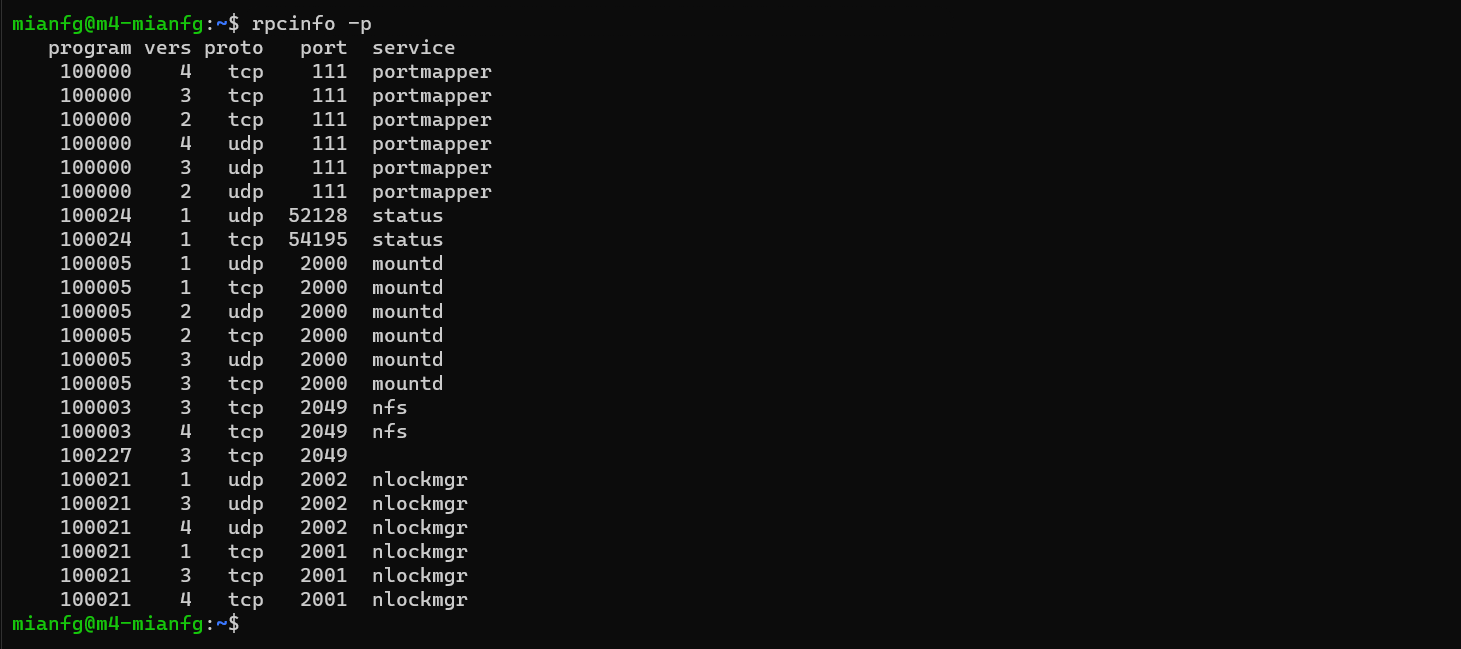 mianfg@m4-mianfg:~$ rpcinfo -p
   program vers proto   port  service
    100000    4   tcp    111  portmapper
    100000    3   tcp    111  portmapper
    100000    2   tcp    111  portmapper
    100000    4   udp    111  portmapper
    100000    3   udp    111  portmapper
    100000    2   udp    111  portmapper
    100024    1   udp  52128  status
    100024    1   tcp  54195  status
    100005    1   udp   2000  mountd
    100005    1   tcp   2000  mountd
    100005    2   udp   2000  mountd
    100005    2   tcp   2000  mountd
    100005    3   udp   2000  mountd
    100005    3   tcp   2000  mountd
    100003    3   tcp   2049  nfs
    100003    4   tcp   2049  nfs
    100227    3   tcp   2049
    100021    1   udp   2002  nlockmgr
    100021    3   udp   2002  nlockmgr
    100021    4   udp   2002  nlockmgr
    100021    1   tcp   2001  nlockmgr
    100021    3   tcp   2001  nlockmgr
    100021    4   tcp   2001  nlockmgr
mianfg@m4-mianfg:~$